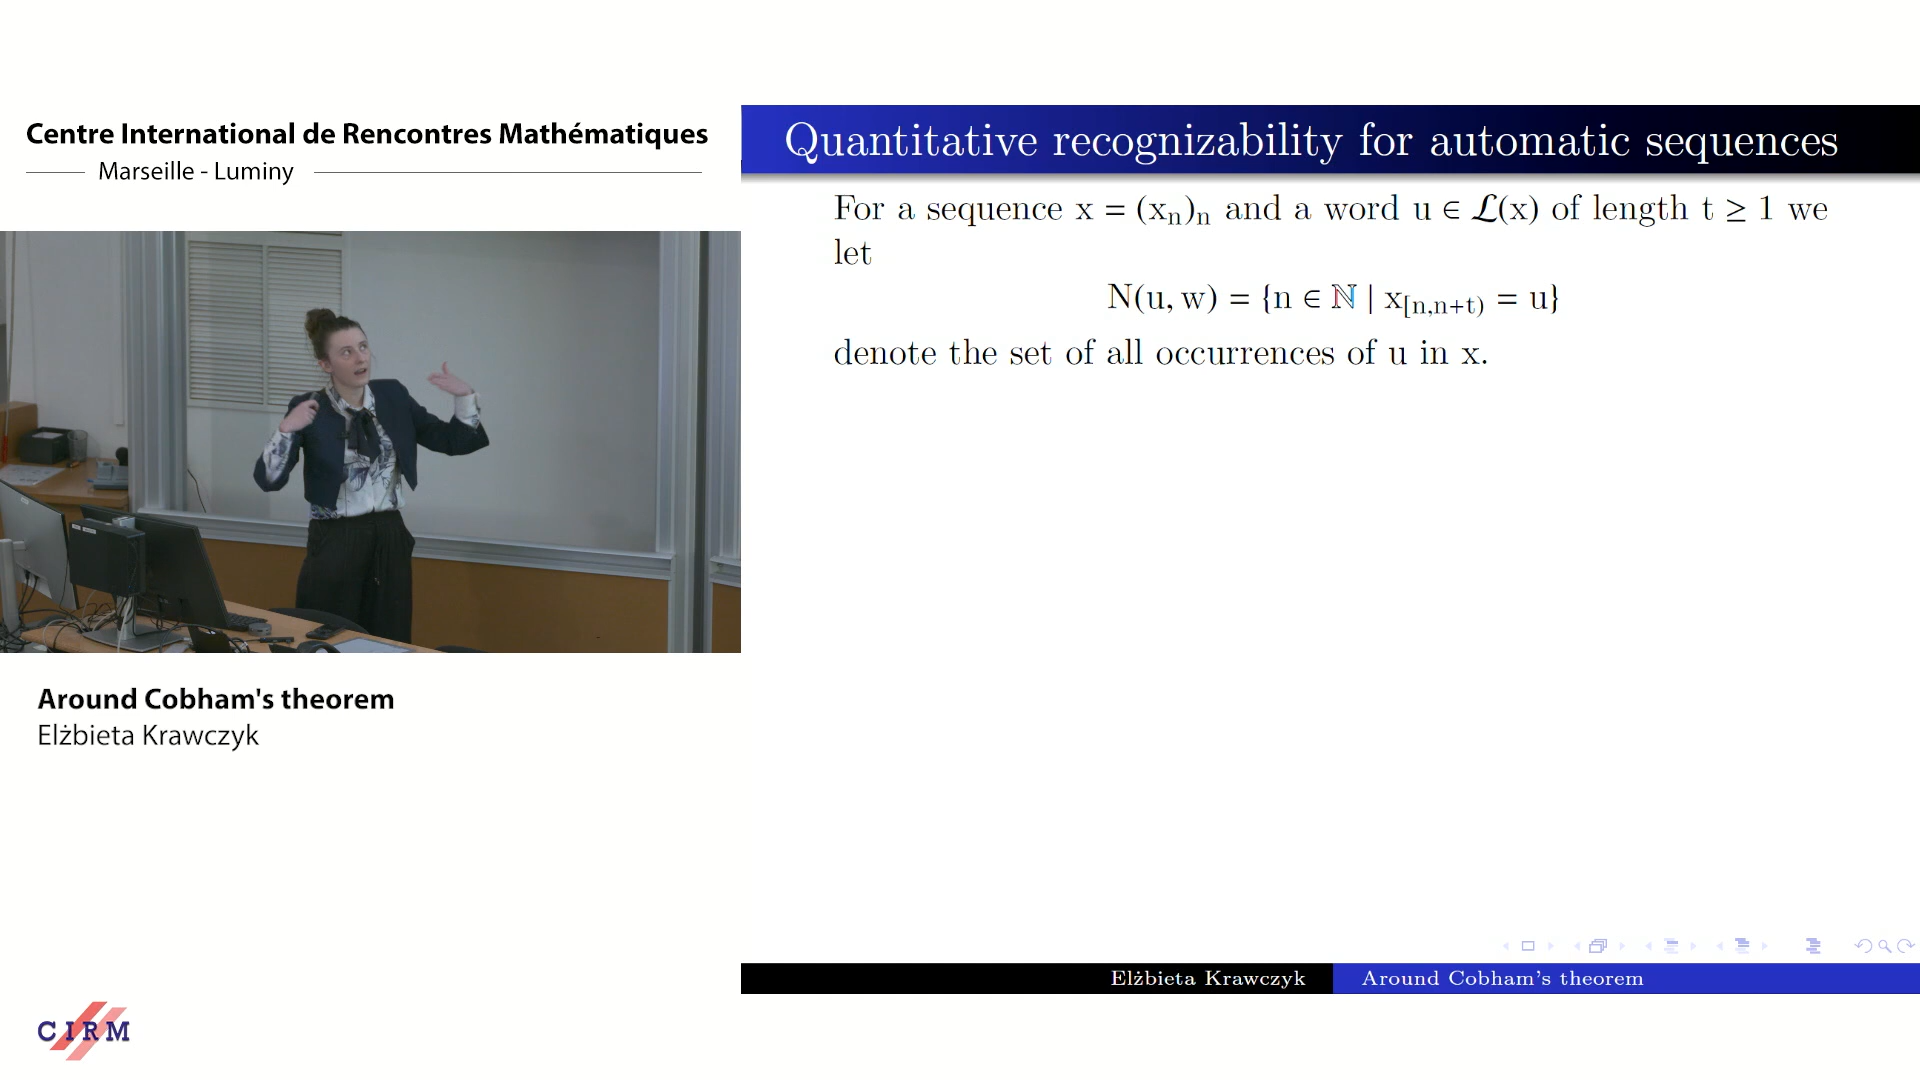 Centre International de Rencontres Mathématiques
Marseille - Luminy
Quantitative recognizability for automatic sequences
For a sequence x = (xₙ)ₙ and a word u ∈ ℒ(x) of length t ≥ 1 we
let
N(u, w) = {n ∈ ℕ | x[n,n+t) = u}
denote the set of all occurrences of u in x.
Around Cobham's theorem
Elżbieta Krawczyk
Elżbieta Krawczyk Around Cobham's theorem
CIRM